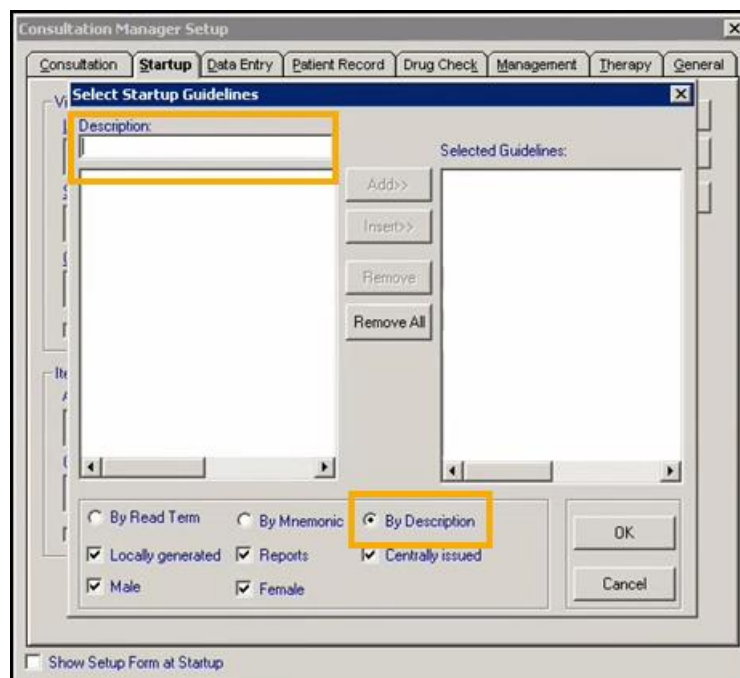 Consultation Manager Setup
Consultation Startup Data Entry Patient Record Drug Check Management Therapy General
Select Startup Guidelines
Description:
Selected Guidelines:
Add>>
Insert>>
Remove
Remove All
By Read Term By Mnemonic By Description
Locally generated Reports Centrally issued
Male Female
OK
Cancel
Show Setup Form at Startup